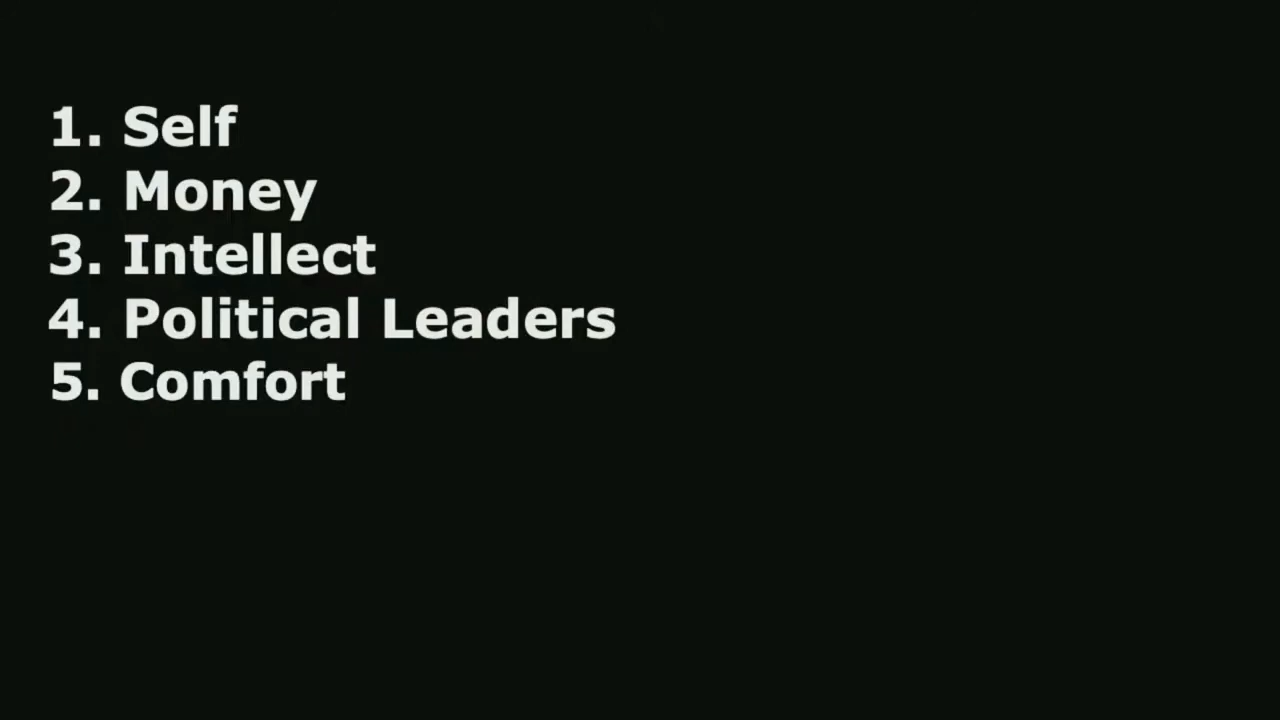 1. Self
2. Money
3. Intellect
4. Political Leaders
5. Comfort